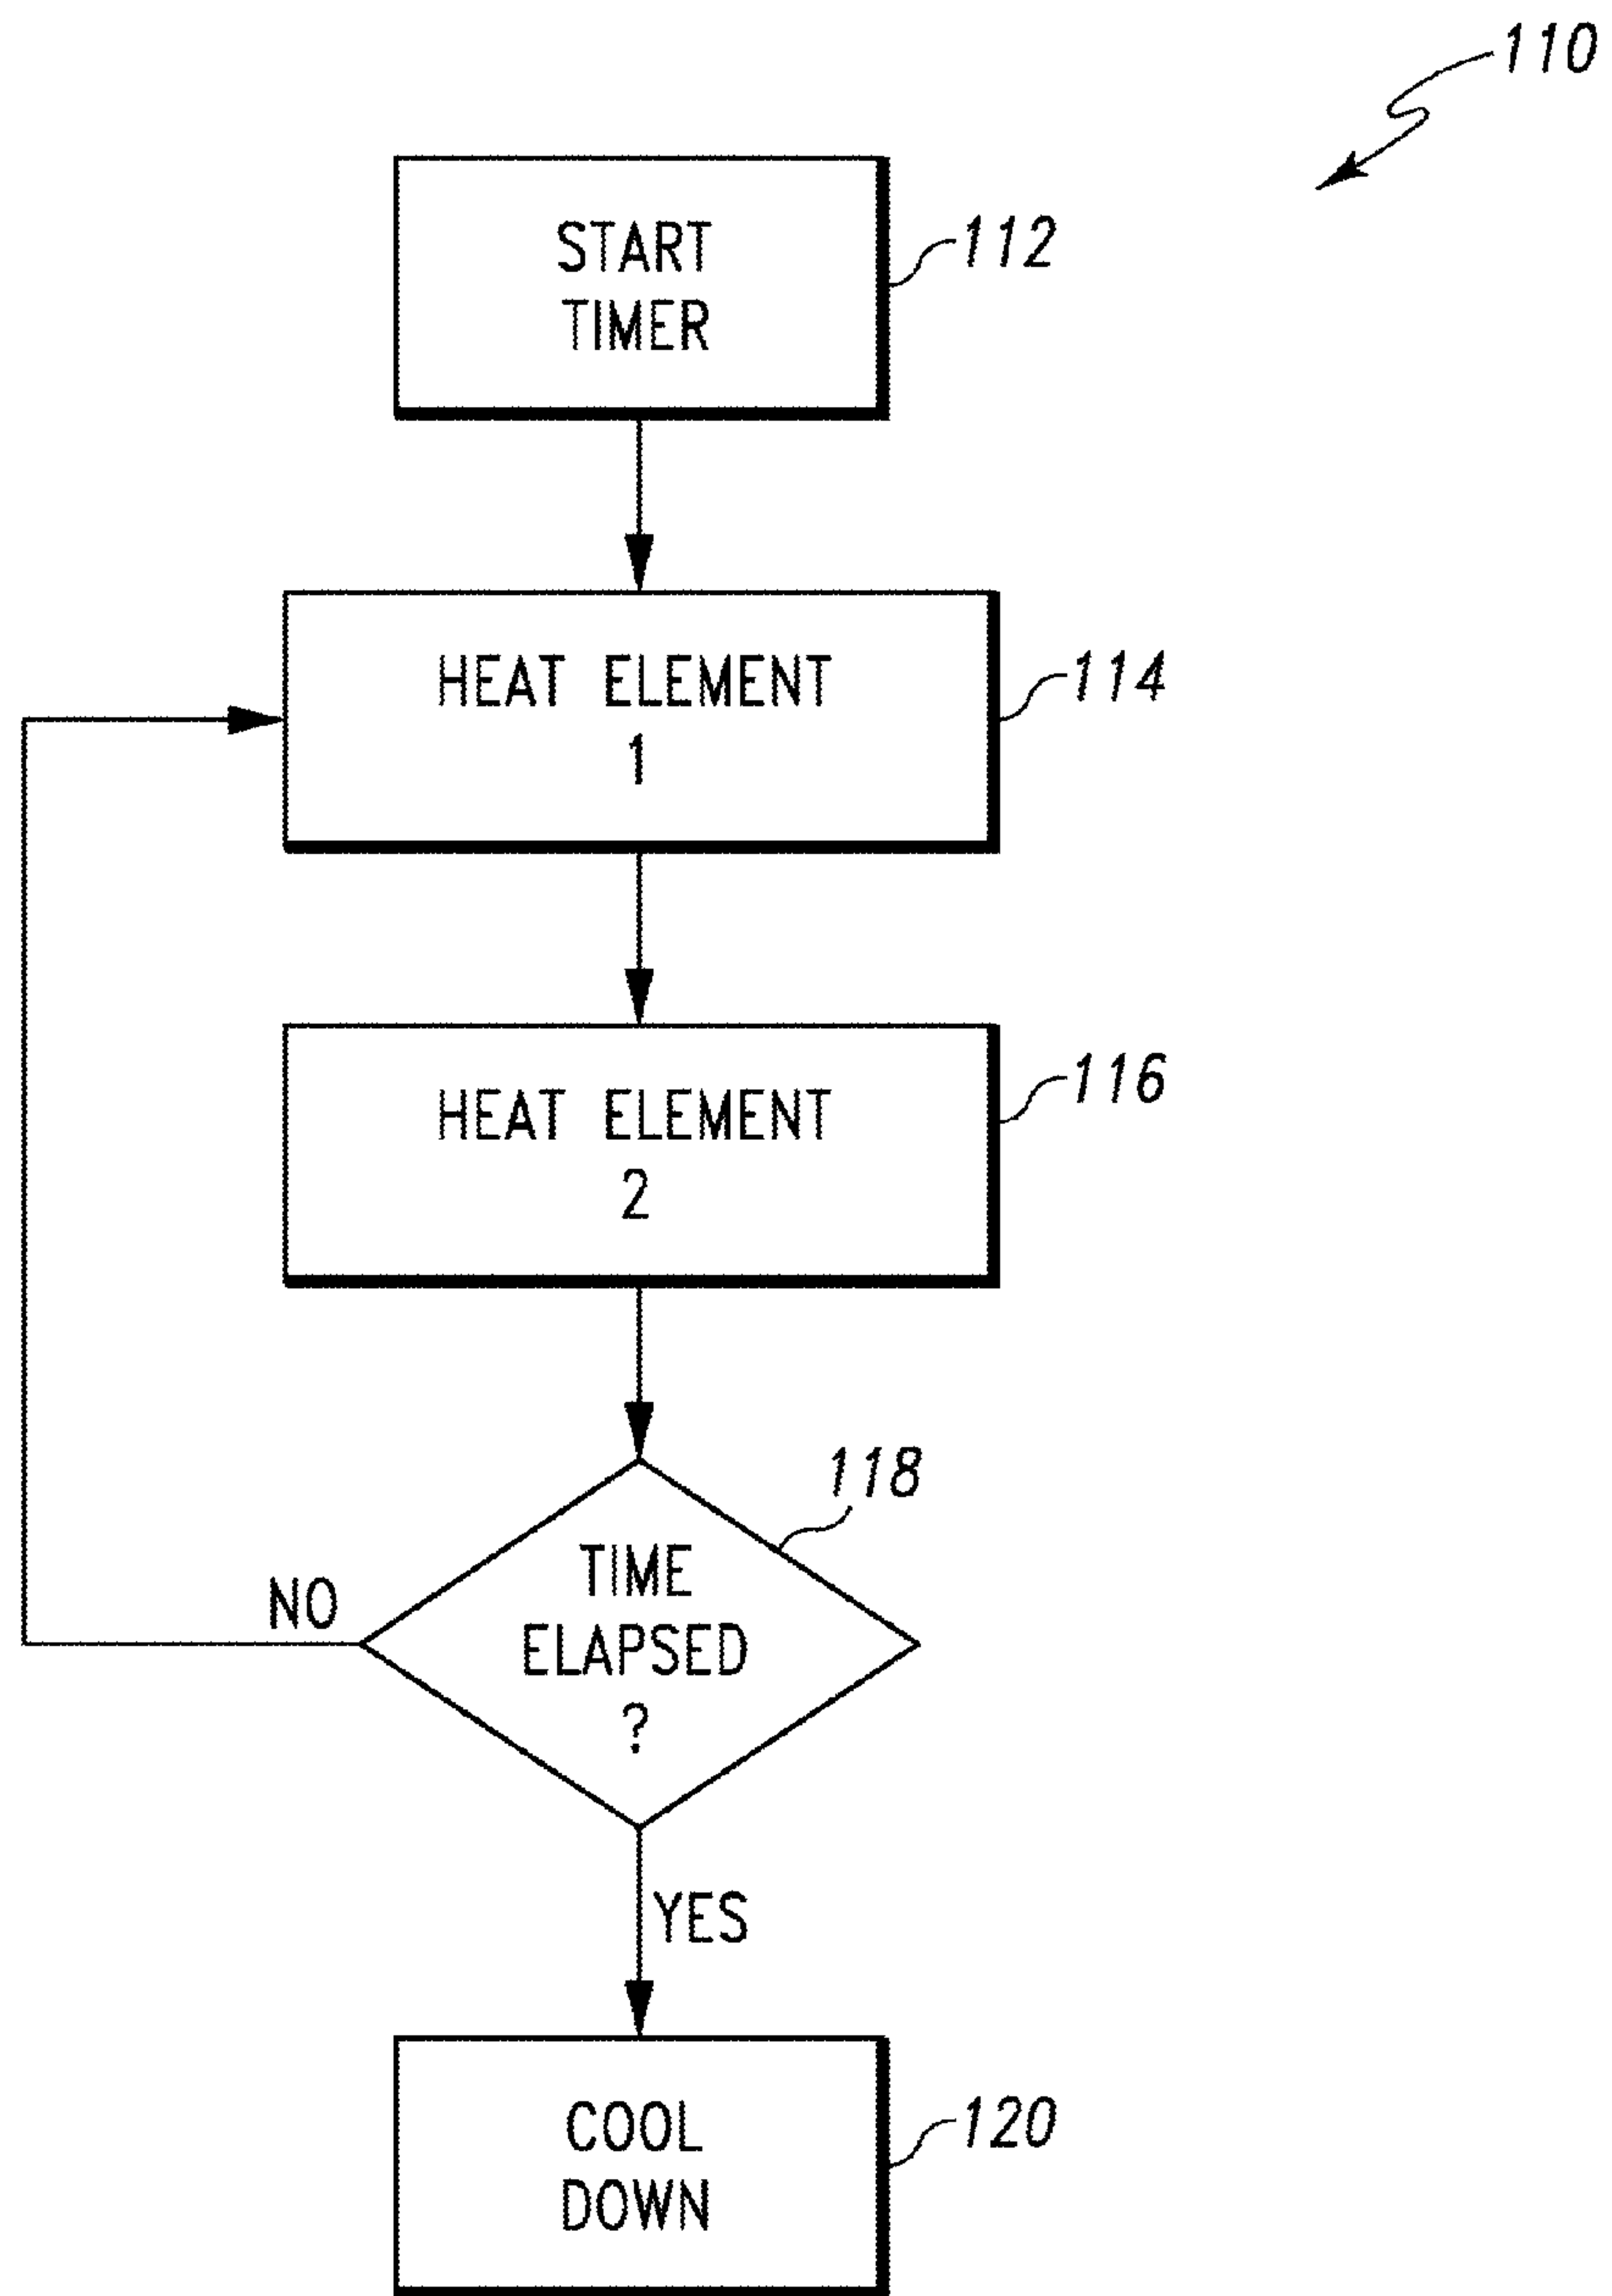 110
START
TIMER
112
HEAT ELEMENT
1
114
HEAT ELEMENT
2
116
118
TIME
ELAPSED
?
NO
YES
COOL
DOWN
120